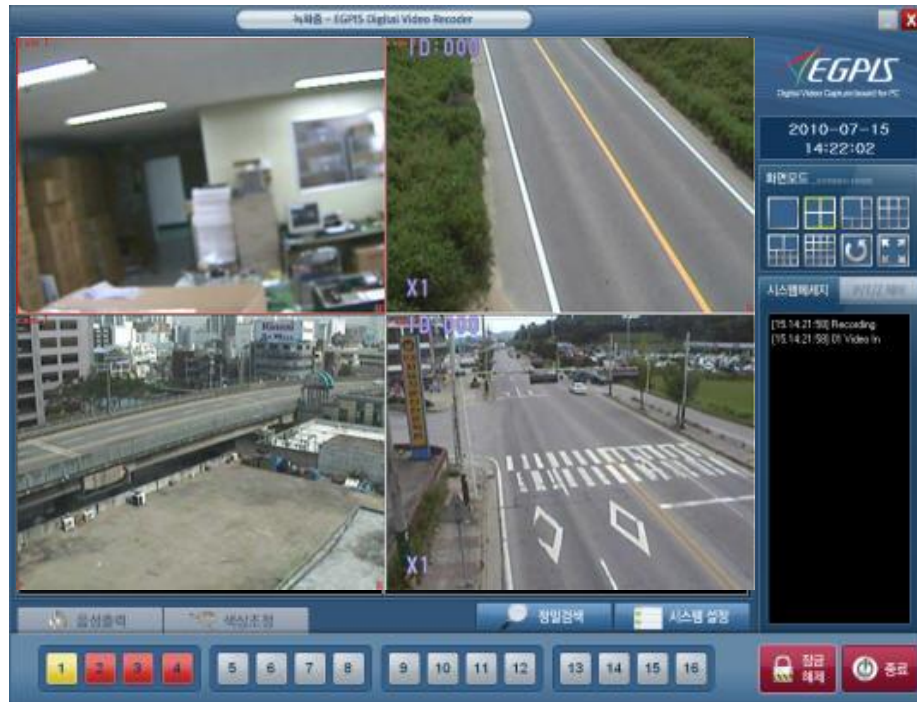 녹화중 - EGPIS Digital Video Recoder
EGPIS
Digital Video Capture board for PC
2010-07-15
14:22:02
화면모드
시스템메세지
P/T/Z 제어
[15.14:21:58] Recording
[15.14:21:58] 01 Video In
ID:000
X1
ID:000
X1
음성출력
색상조정
정밀검색
시스템 설정
1 2 3 4 5 6 7 8 9 10 11 12 13 14 15 16
잠금
해제
종료